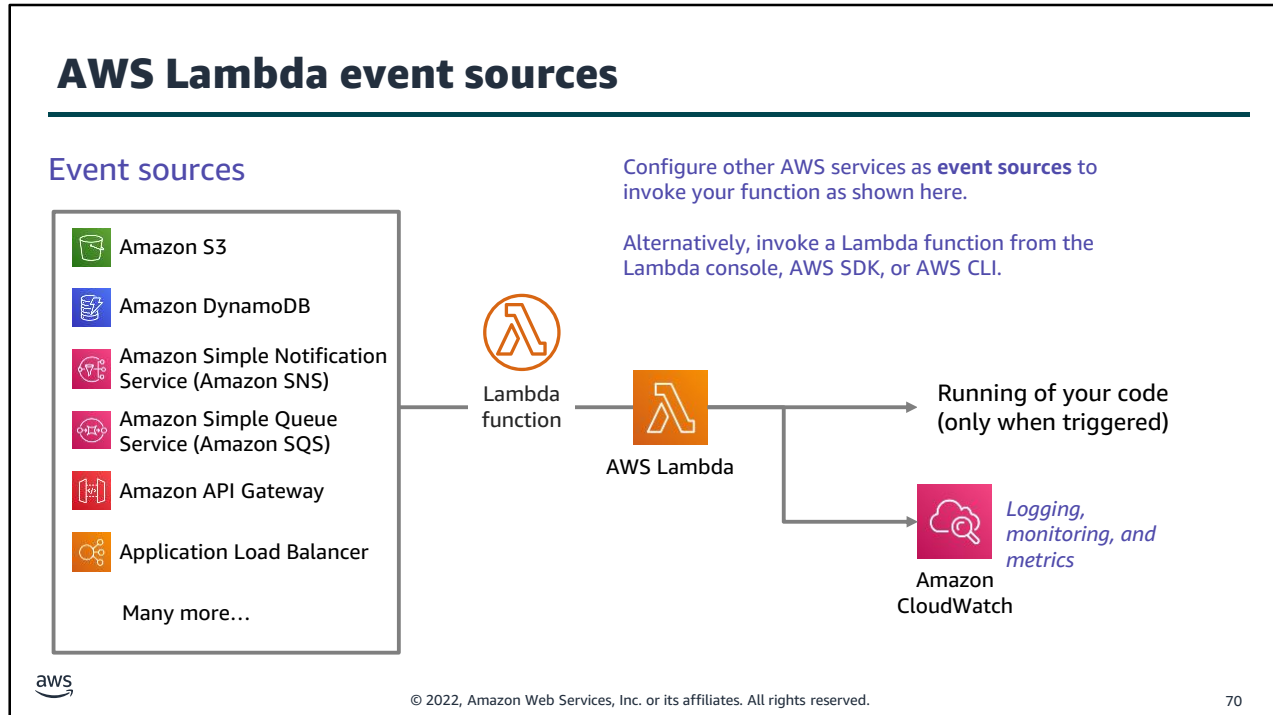 AWS Lambda event sources
Event sources
Configure other AWS services as event sources to
invoke your function as shown here.
Alternatively, invoke a Lambda function from the
Lambda console, AWS SDK, or AWS CLI.
Amazon S3
Amazon DynamoDB
Amazon Simple Notification
Service (Amazon SNS)
Amazon Simple Queue
Service (Amazon SQS)
Amazon API Gateway
Application Load Balancer
Many more…
Lambda
function
AWS Lambda
Running of your code
(only when triggered)
Amazon
CloudWatch
Logging,
monitoring, and
metrics
aws
© 2022, Amazon Web Services, Inc. or its affiliates. All rights reserved.
70